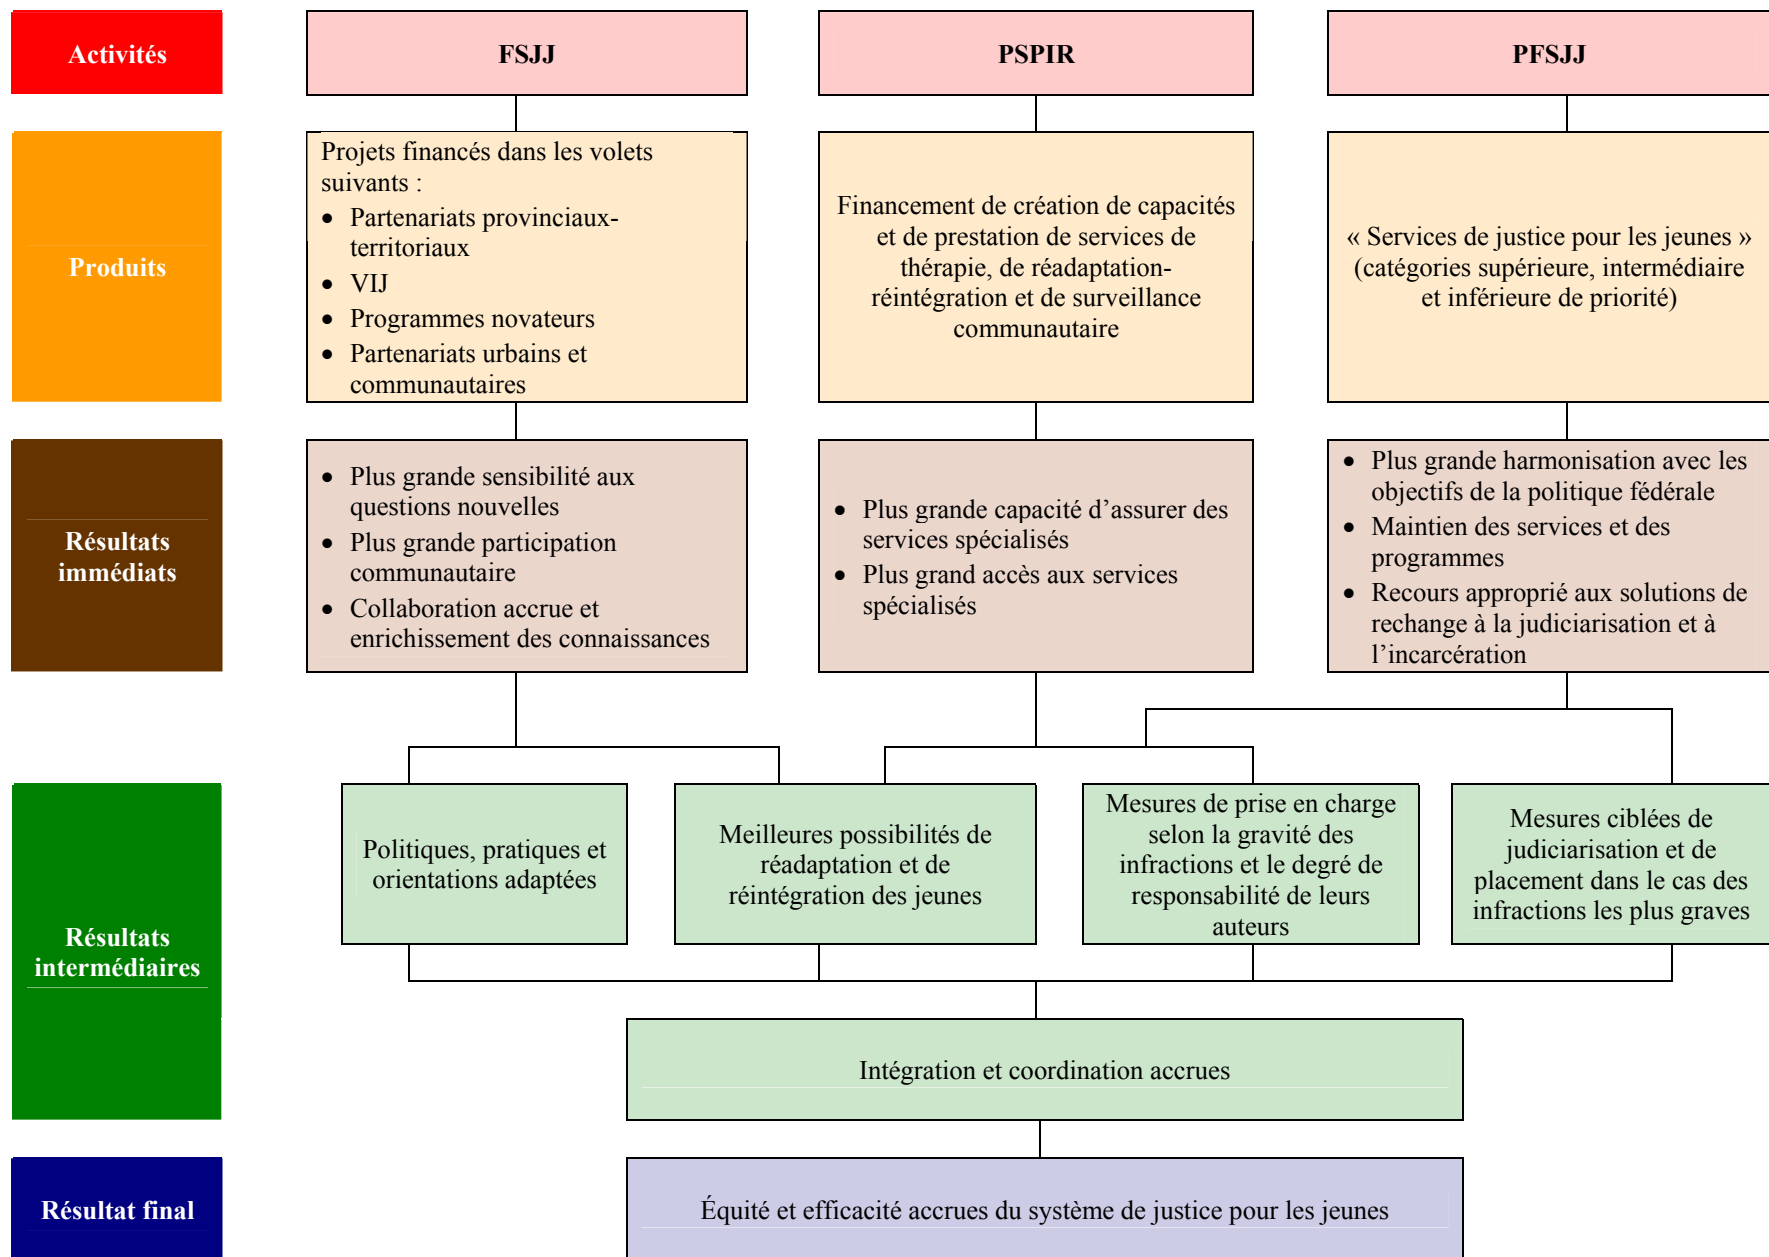 Activités
FSJJ
PSPIR
PFSJJ
Produits
Projets financés dans les volets
suivants :
• Partenariats provinciaux-
territoriaux
• VIJ
• Programmes novateurs
• Partenariats urbains et
communautaires
Financement de création de capacités
et de prestation de services de
thérapie, de réadaptation-
réintégration et de surveillance
communautaire
« Services de justice pour les jeunes »
(catégories supérieure, intermédiaire
et inférieure de priorité)
Résultats
immédiats
• Plus grande sensibilité aux
questions nouvelles
• Plus grande participation
communautaire
• Collaboration accrue et
enrichissement des connaissances
• Plus grande capacité d’assurer des
services spécialisés
• Plus grand accès aux services
spécialisés
• Plus grande harmonisation avec les
objectifs de la politique fédérale
• Maintien des services et des
programmes
• Recours approprié aux solutions de
rechange à la judiciarisation et à
l’incarcération
Résultats
intermédiaires
Politiques, pratiques et
orientations adaptées
Meilleures possibilités de
réadaptation et de
réintégration des jeunes
Mesures de prise en charge
selon la gravité des
infractions et le degré de
responsabilité de leurs
auteurs
Mesures ciblées de
judiciarisation et de
placement dans le cas des
infractions les plus graves
Intégration et coordination accrues
Résultat final
Équité et efficacité accrues du système de justice pour les jeunes